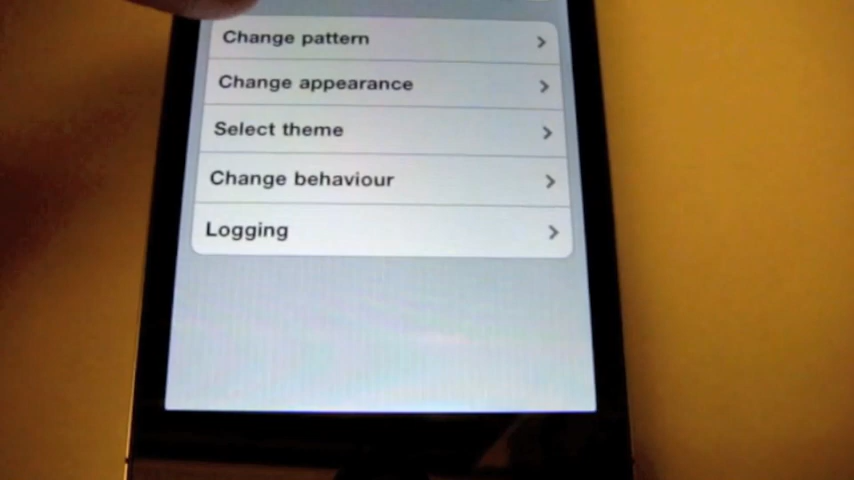 Change pattern
Change appearance
Select theme
Change behaviour
Logging